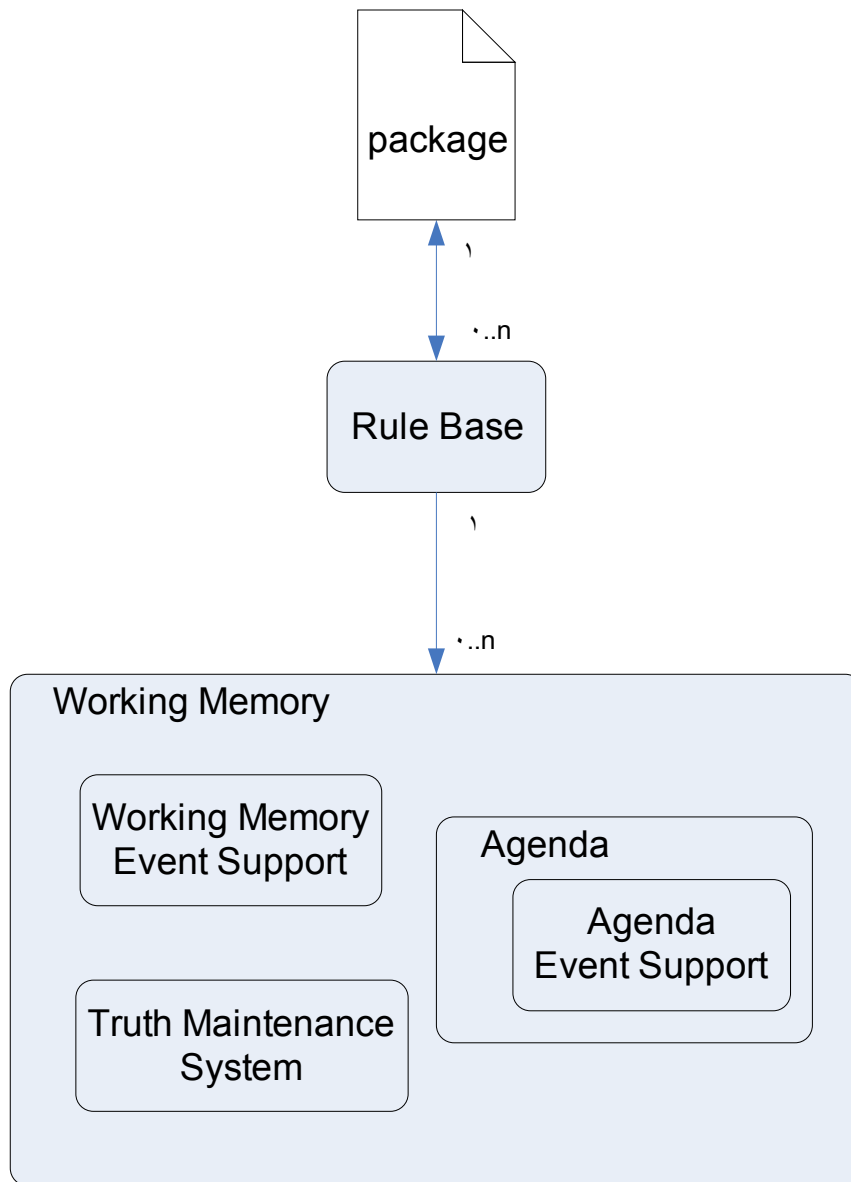 package
١
٠..n
Rule Base
١
٠..n
Working Memory
Working Memory
Event Support
Agenda
Agenda
Event Support
Truth Maintenance
System